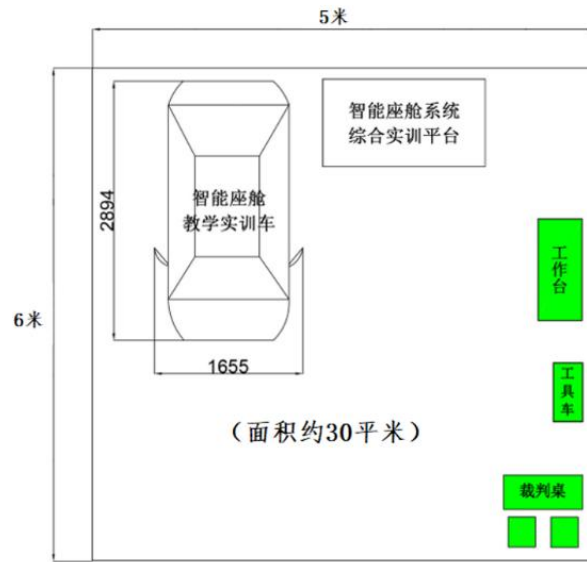 5米
智能座舱系统
综合实训平台
2894
智能座舱
教学实训车
工作台
6米
1655
工具车
（面积约30平米）
裁判桌